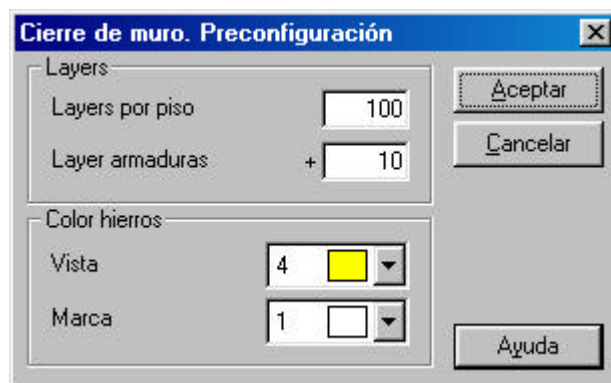 Cierre de muro. Preconfiguración
Layers
Layers por piso 100
Layer armaduras + 10
Color hierros
Vista 4
Marca 1
Aceptar
Cancelar
Ayuda